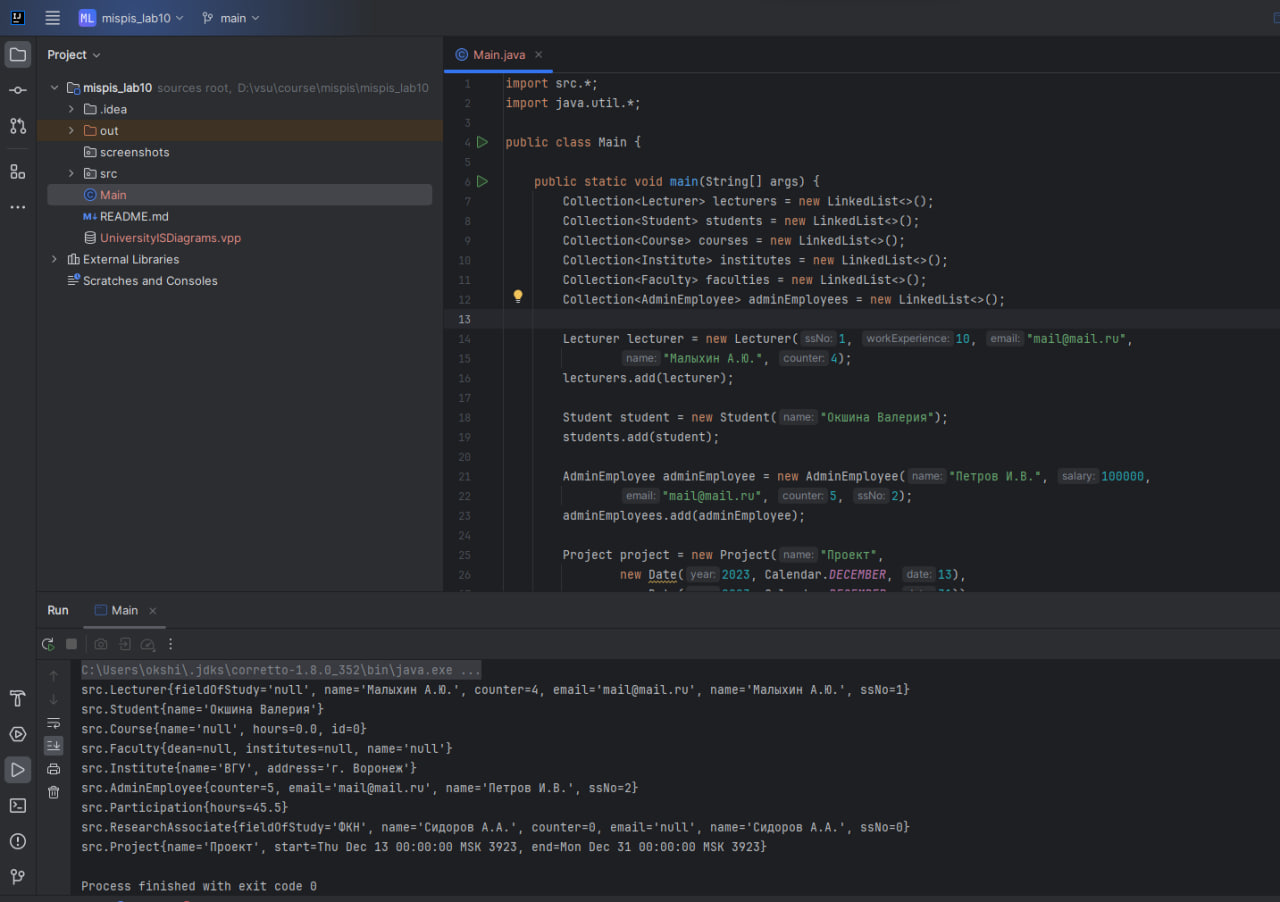 ML mispis_lab10 main
Project
mispis_lab10 sources root, D:\vsu\course\mispis\mispis_lab10
.idea
out
screenshots
src
Main
M↓ README.md
UniversityISDiagrams.vpp
External Libraries
Scratches and Consoles
Main.java
1 import src.*;
2 import java.util.*;
3
4 public class Main {
5
6 public static void main(String[] args) {
7 Collection<Lecturer> lecturers = new LinkedList<>();
8 Collection<Student> students = new LinkedList<>();
9 Collection<Course> courses = new LinkedList<>();
10 Collection<Institute> institutes = new LinkedList<>();
11 Collection<Faculty> faculties = new LinkedList<>();
12 Collection<AdminEmployee> adminEmployees = new LinkedList<>();
13
14 Lecturer lecturer = new Lecturer( ssNo: 1, workExperience: 10, email: "mail@mail.ru",
15 name: "Малыхин А.Ю.", counter: 4);
16 lecturers.add(lecturer);
17
18 Student student = new Student( name: "Окшина Валерия");
19 students.add(student);
20
21 AdminEmployee adminEmployee = new AdminEmployee( name: "Петров И.В.", salary: 100000,
22 email: "mail@mail.ru", counter: 5, ssNo: 2);
23 adminEmployees.add(adminEmployee);
24
25 Project project = new Project( name: "Проект",
26 new Date( year: 2023, Calendar.DECEMBER, date: 13),
Run Main
C:\Users\okshi\.jdks\corretto-1.8.0_352\bin\java.exe ...
src.Lecturer{fieldOfStudy='null', name='Малыхин А.Ю.', counter=4, email='mail@mail.ru', name='Малыхин А.Ю.', ssNo=1}
src.Student{name='Окшина Валерия'}
src.Course{name='null', hours=0.0, id=0}
src.Faculty{dean=null, institutes=null, name='null'}
src.Institute{name='ВГУ', address='г. Воронеж'}
src.AdminEmployee{counter=5, email='mail@mail.ru', name='Петров И.В.', ssNo=2}
src.Participation{hours=45.5}
src.ResearchAssociate{fieldOfStudy='ФКН', name='Сидоров А.А.', counter=0, email='null', name='Сидоров А.А.', ssNo=0}
src.Project{name='Проект', start=Thu Dec 13 00:00:00 MSK 3923, end=Mon Dec 31 00:00:00 MSK 3923}
Process finished with exit code 0